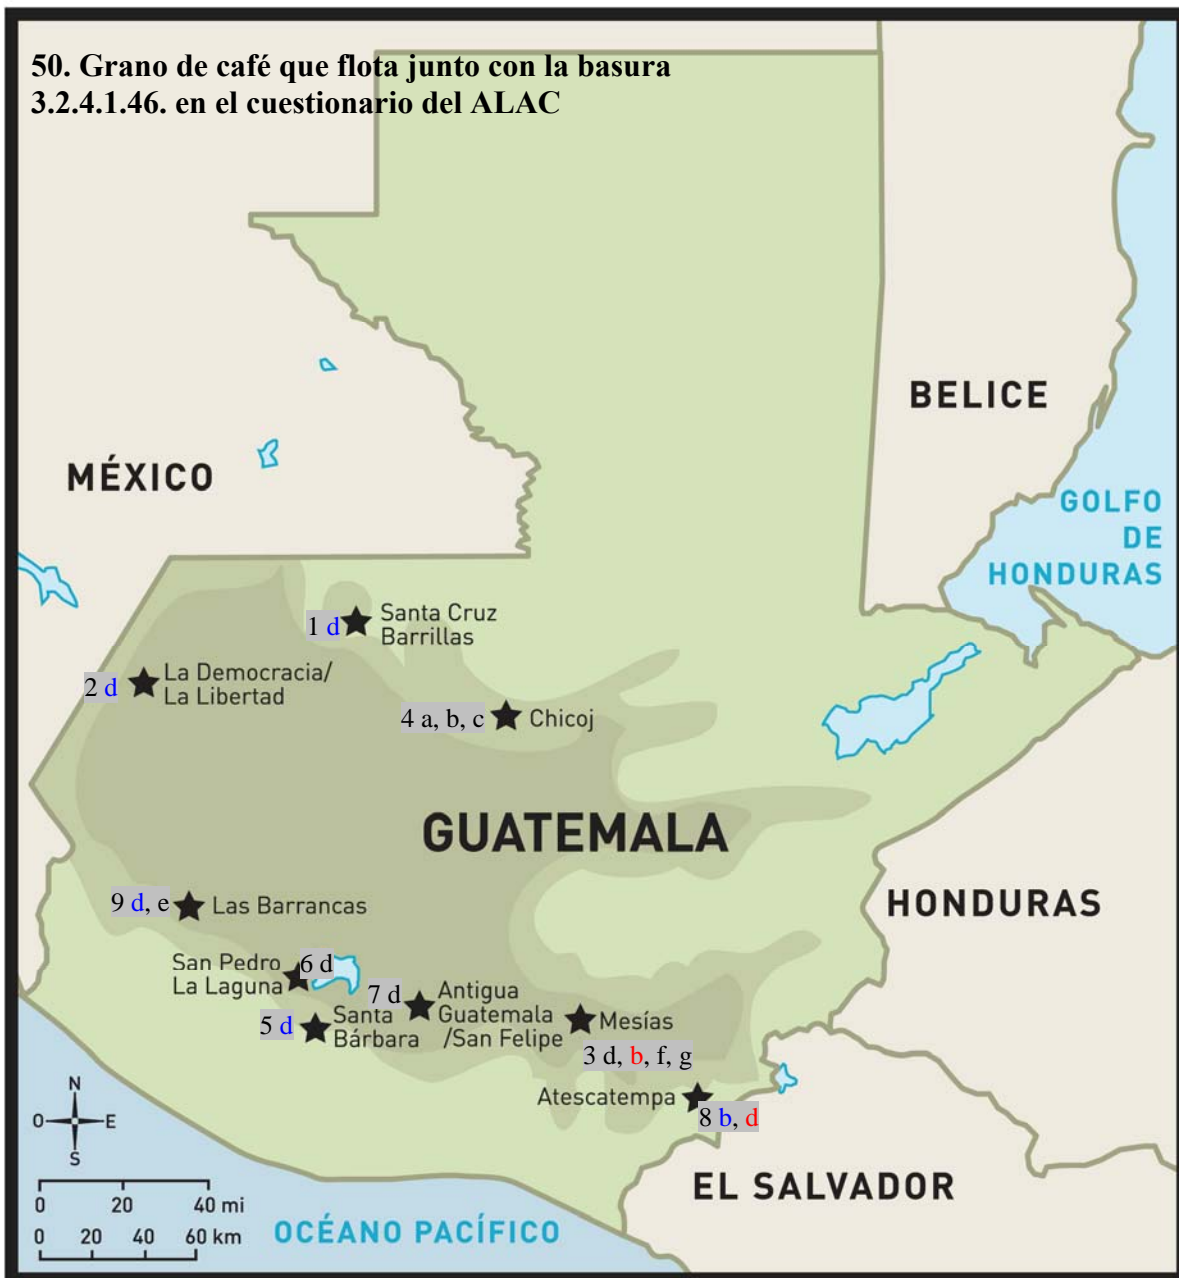 50. Grano de café que flota junto con la basura
3.2.4.1.46. en el cuestionario del ALAC
BELICE
MÉXICO
GOLFO
DE
HONDURAS
1 d
Santa Cruz
Barrillas
2 d
La Democracia/
La Libertad
4 a, b, c
Chicoj
GUATEMALA
HONDURAS
9 d, e
Las Barrancas
San Pedro
La Laguna
6 d
7 d
Antigua
Guatemala
/San Felipe
5 d
Santa
Bárbara
Mesías
3 d, b, f, g
Atescatempa
8 b, d
N
O
E
S
EL SALVADOR
0 20 40 mi
0 20 40 60 km
OCÉANO PACÍFICO